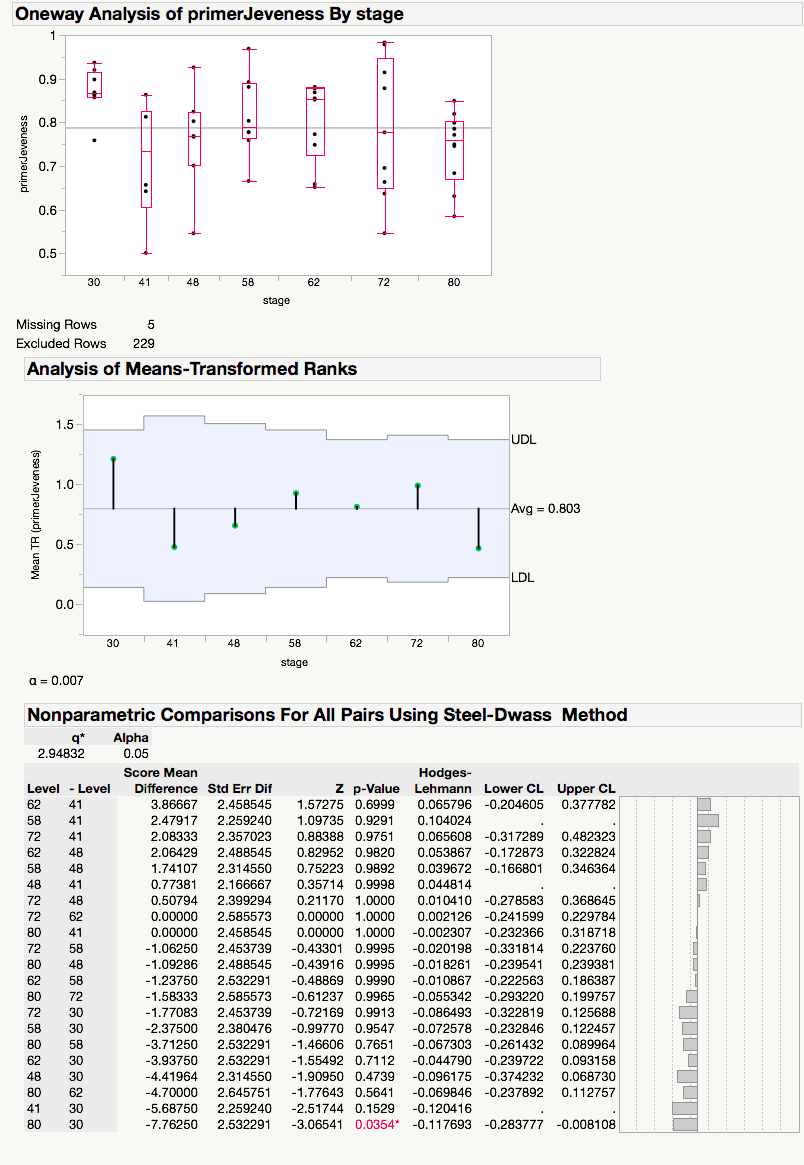 Oneway Analysis of primerJeveness By stage
1
0.9
0.8
0.7
0.6
0.5
primerJeveness
30 41 48 58 62 72 80
stage
Missing Rows 5
Excluded Rows 229
Analysis of Means-Transformed Ranks
1.5
1.0
0.5
0.0
Mean TR (primerJeveness)
UDL
Avg = 0.803
LDL
30 41 48 58 62 72 80
stage
α = 0.007
Nonparametric Comparisons For All Pairs Using Steel-Dwass Method
q* Alpha
2.94832 0.05
Score Mean Hodges-
Level - Level Difference Std Err Dif Z p-Value Lehmann Lower CL Upper CL
62 41 3.86667 2.458545 1.57275 0.6999 0.065796 -0.204605 0.377782
58 41 2.47917 2.259240 1.09735 0.9291 0.104024 . .
72 41 2.08333 2.357023 0.88388 0.9751 0.065608 -0.317289 0.482323
62 48 2.06429 2.488545 0.82952 0.9820 0.053867 -0.172873 0.322824
58 48 1.74107 2.314550 0.75223 0.9892 0.039672 -0.166801 0.346364
48 41 0.77381 2.166667 0.35714 0.9998 0.044814 . .
72 48 0.50794 2.399294 0.21170 1.0000 0.010410 -0.278583 0.368645
72 62 0.00000 2.585573 0.00000 1.0000 0.002126 -0.241599 0.229784
80 41 0.00000 2.458545 0.00000 1.0000 -0.002307 -0.232366 0.318718
72 58 -1.06250 2.453739 -0.43301 0.9995 -0.020198 -0.331814 0.223760
80 48 -1.09286 2.488545 -0.43916 0.9995 -0.018261 -0.239541 0.239381
62 58 -1.23750 2.532291 -0.48869 0.9990 -0.010867 -0.222563 0.186387
80 72 -1.58333 2.585573 -0.61237 0.9965 -0.055342 -0.293220 0.199757
72 30 -1.77083 2.453739 -0.72169 0.9913 -0.086493 -0.322819 0.125688
58 30 -2.37500 2.380476 -0.99770 0.9547 -0.072578 -0.232846 0.122457
80 58 -3.71250 2.532291 -1.46606 0.7651 -0.067303 -0.261432 0.089964
62 30 -3.93750 2.532291 -1.55492 0.7112 -0.044790 -0.239722 0.093158
48 30 -4.41964 2.314550 -1.90950 0.4739 -0.096175 -0.374232 0.068730
80 62 -4.70000 2.645751 -1.77643 0.5641 -0.069846 -0.237892 0.112757
41 30 -5.68750 2.259240 -2.51744 0.1529 -0.120416 . .
80 30 -7.76250 2.532291 -3.06541 0.0354* -0.117693 -0.283777 -0.008108